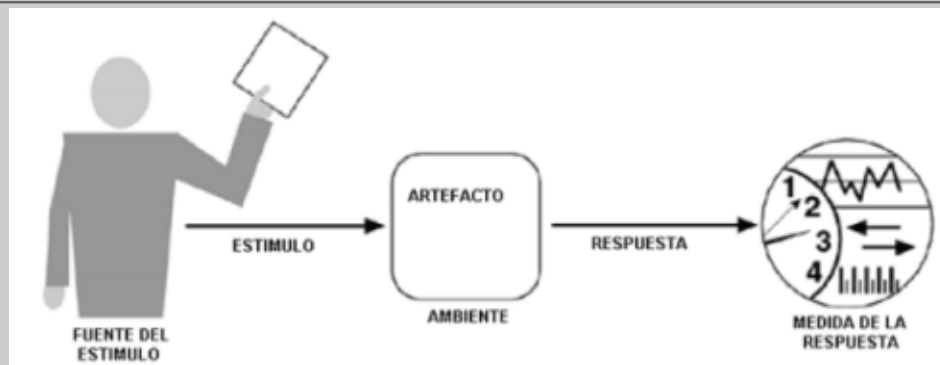 ARTEFACTO
ESTIMULO
RESPUESTA
AMBIENTE
FUENTE DEL
ESTIMULO
MEDIDA DE LA
RESPUESTA
1
2
3
4